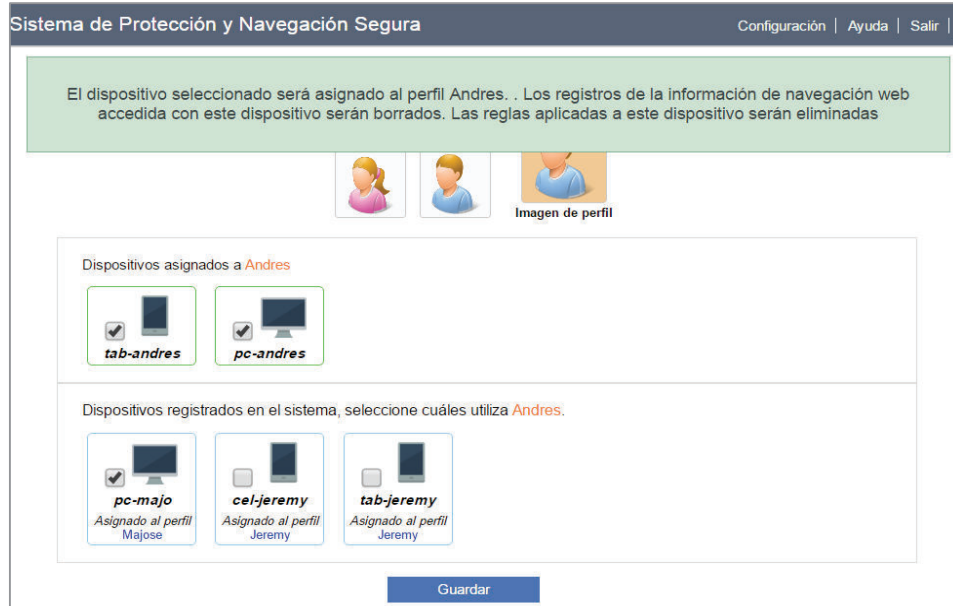 Sistema de Protección y Navegación Segura
Configuración | Ayuda | Salir |
El dispositivo seleccionado será asignado al perfil Andres. . Los registros de la información de navegación web
accedida con este dispositivo serán borrados. Las reglas aplicadas a este dispositivo serán eliminadas
Imagen de perfil
Dispositivos asignados a Andres
tab-andres pc-andres
Dispositivos registrados en el sistema, seleccione cuáles utiliza Andres.
pc-majo cel-jeremy tab-jeremy
Asignado al perfil Asignado al perfil Asignado al perfil
Majose Jeremy Jeremy
Guardar